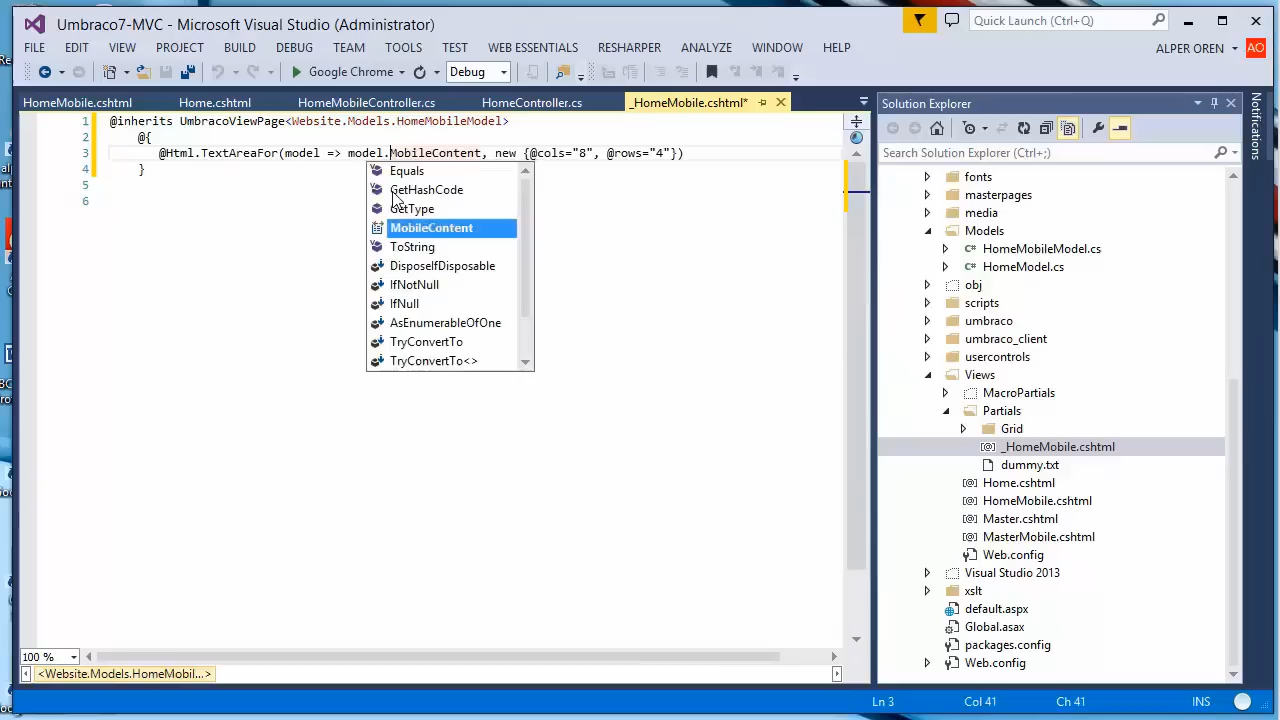 Umbraco7-MVC - Microsoft Visual Studio (Administrator)
Quick Launch (Ctrl+Q)
FILE EDIT VIEW PROJECT BUILD DEBUG TEAM TOOLS TEST WEB ESSENTIALS RESHARPER ANALYZE WINDOW HELP
ALPER OREN AO
Google Chrome Debug
HomeMobile.cshtml Home.cshtml HomeMobileController.cs HomeController.cs _HomeMobile.cshtml*
1 @inherits UmbracoViewPage<Website.Models.HomeMobileModel>
2 @{
3 @Html.TextAreaFor(model => model.MobileContent, new {@cols="8", @rows="4"})
4 }
5
6
Equals
GetHashCode
GetType
MobileContent
ToString
DisposeIfDisposable
IfNotNull
IfNull
AsEnumerableOfOne
TryConvertTo
TryConvertTo<>
100 %
<Website.Models.HomeMobil...>
Solution Explorer
Search Solution Explorer (Ctrl+;)
fonts
masterpages
media
Models
C# HomeMobileModel.cs
C# HomeModel.cs
obj
scripts
umbraco
umbraco_client
usercontrols
Views
MacroPartials
Partials
Grid
[@] _HomeMobile.cshtml
dummy.txt
[@] Home.cshtml
[@] HomeMobile.cshtml
[@] Master.cshtml
[@] MasterMobile.cshtml
Web.config
Visual Studio 2013
xslt
default.aspx
Global.asax
packages.config
Web.config
Notifications
Ln 3 Col 41 Ch 41 INS